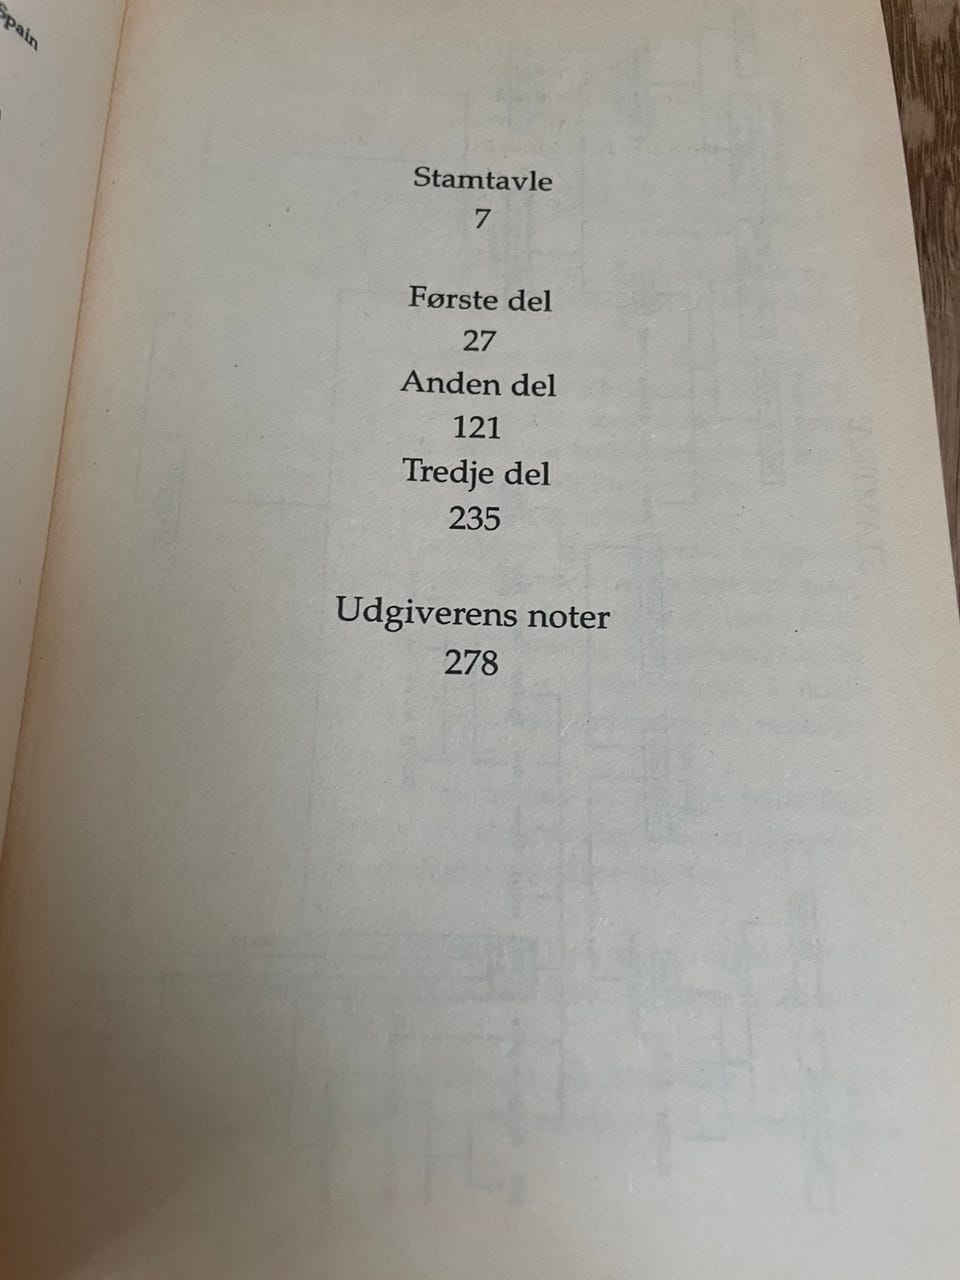 Spain
Stamtavle
7
Første del
27
Anden del
121
Tredje del
235
Udgiverens noter
278